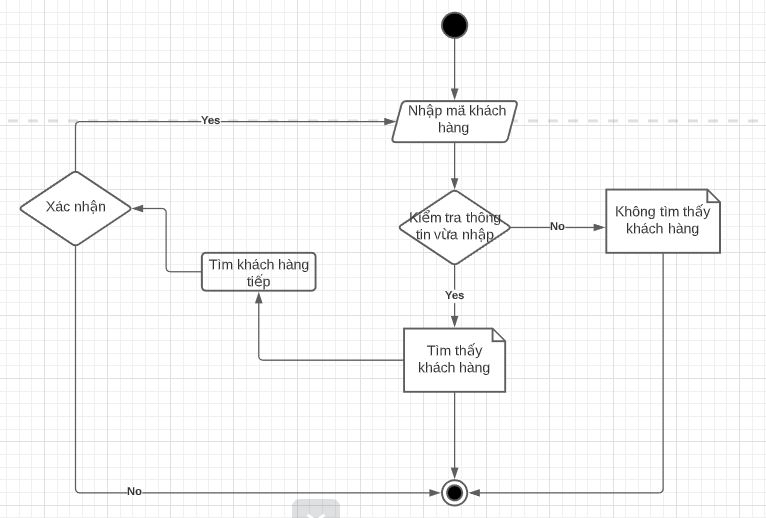 Nhập mã khách
hàng
Yes
Xác nhận
Kiểm tra thông
tin vừa nhập
No
Không tìm thấy
khách hàng
Tìm khách hàng
tiếp
Yes
Tìm thấy
khách hàng
No